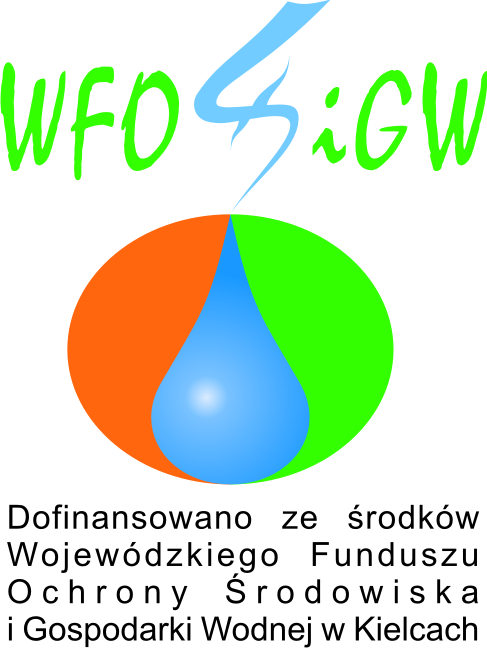 WFOŚiGW
Dofinansowano ze środków
Wojewódzkiego Funduszu
Ochrony Środowiska
i Gospodarki Wodnej w Kielcach